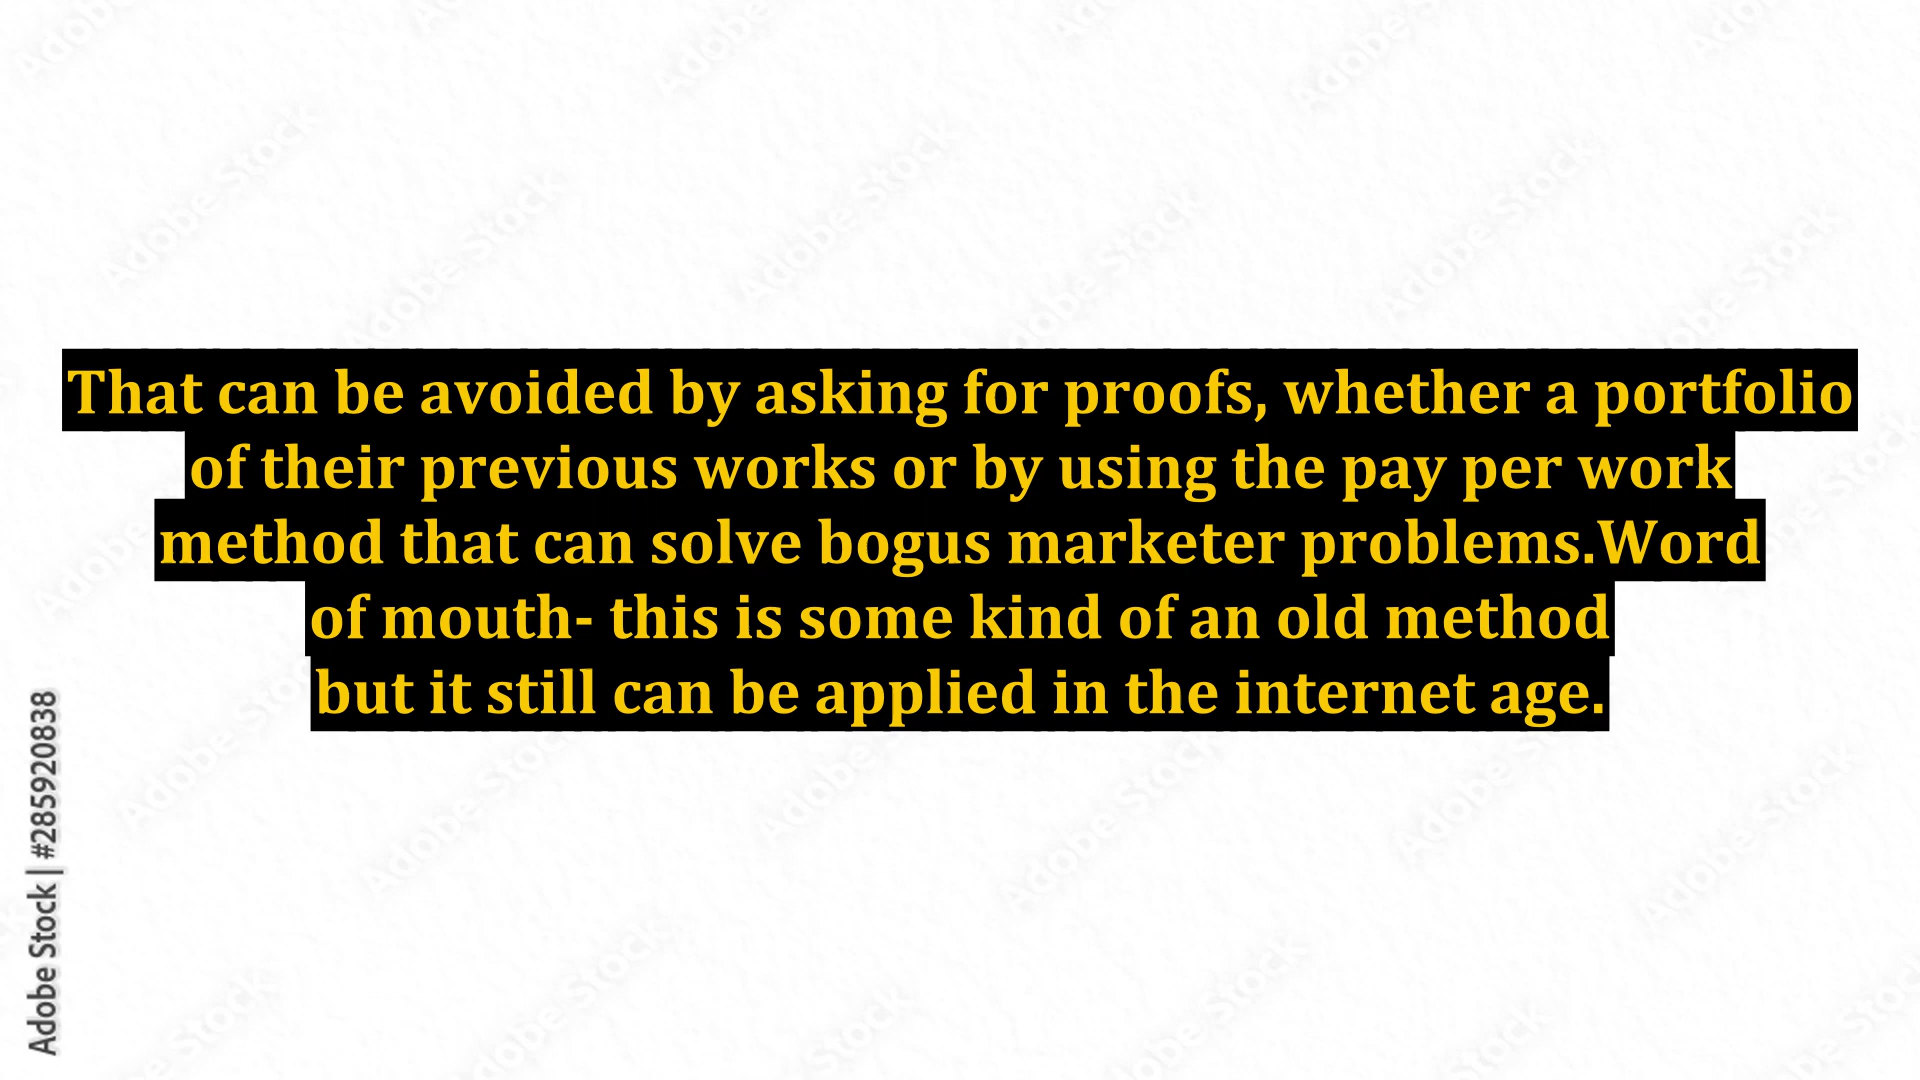 That can be avoided by asking for proofs, whether a portfolio
of their previous works or by using the pay per work
method that can solve bogus marketer problems.Word
of mouth- this is some kind of an old method
but it still can be applied in the internet age.
Adobe Stock | #285920838